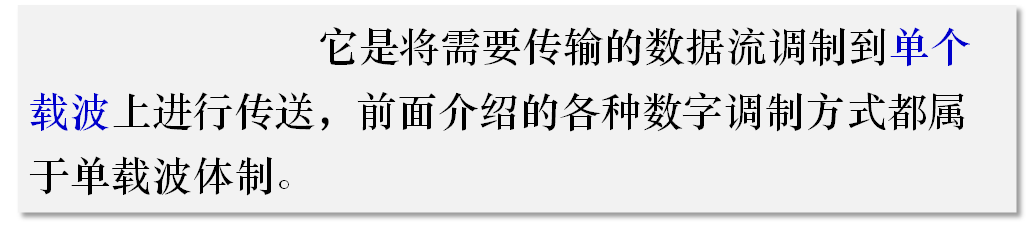 它是将需要传输的数据流调制到单个
载波上进行传送，前面介绍的各种数字调制方式都属
于单载波体制。